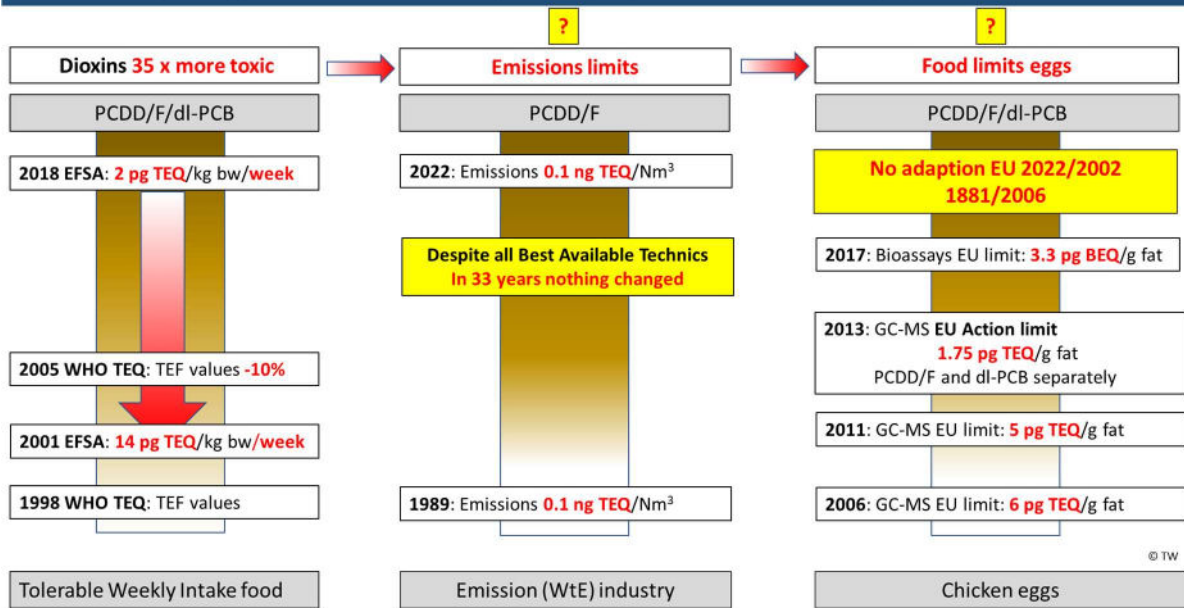 ?
?
Dioxins 35 x more toxic
Emissions limits
Food limits eggs
PCDD/F/dl-PCB
PCDD/F
PCDD/F/dl-PCB
2018 EFSA: 2 pg TEQ/kg bw/week
2005 WHO TEQ: TEF values -10%
2001 EFSA: 14 pg TEQ/kg bw/week
1998 WHO TEQ: TEF values
2022: Emissions 0.1 ng TEQ/Nm³
Despite all Best Available Technics
In 33 years nothing changed
1989: Emissions 0.1 ng TEQ/Nm³
No adaption EU 2022/2002
1881/2006
2017: Bioassays EU limit: 3.3 pg BEQ/g fat
2013: GC-MS EU Action limit
1.75 pg TEQ/g fat
PCDD/F and dl-PCB separately
2011: GC-MS EU limit: 5 pg TEQ/g fat
2006: GC-MS EU limit: 6 pg TEQ/g fat
© TW
Tolerable Weekly Intake food
Emission (WtE) industry
Chicken eggs